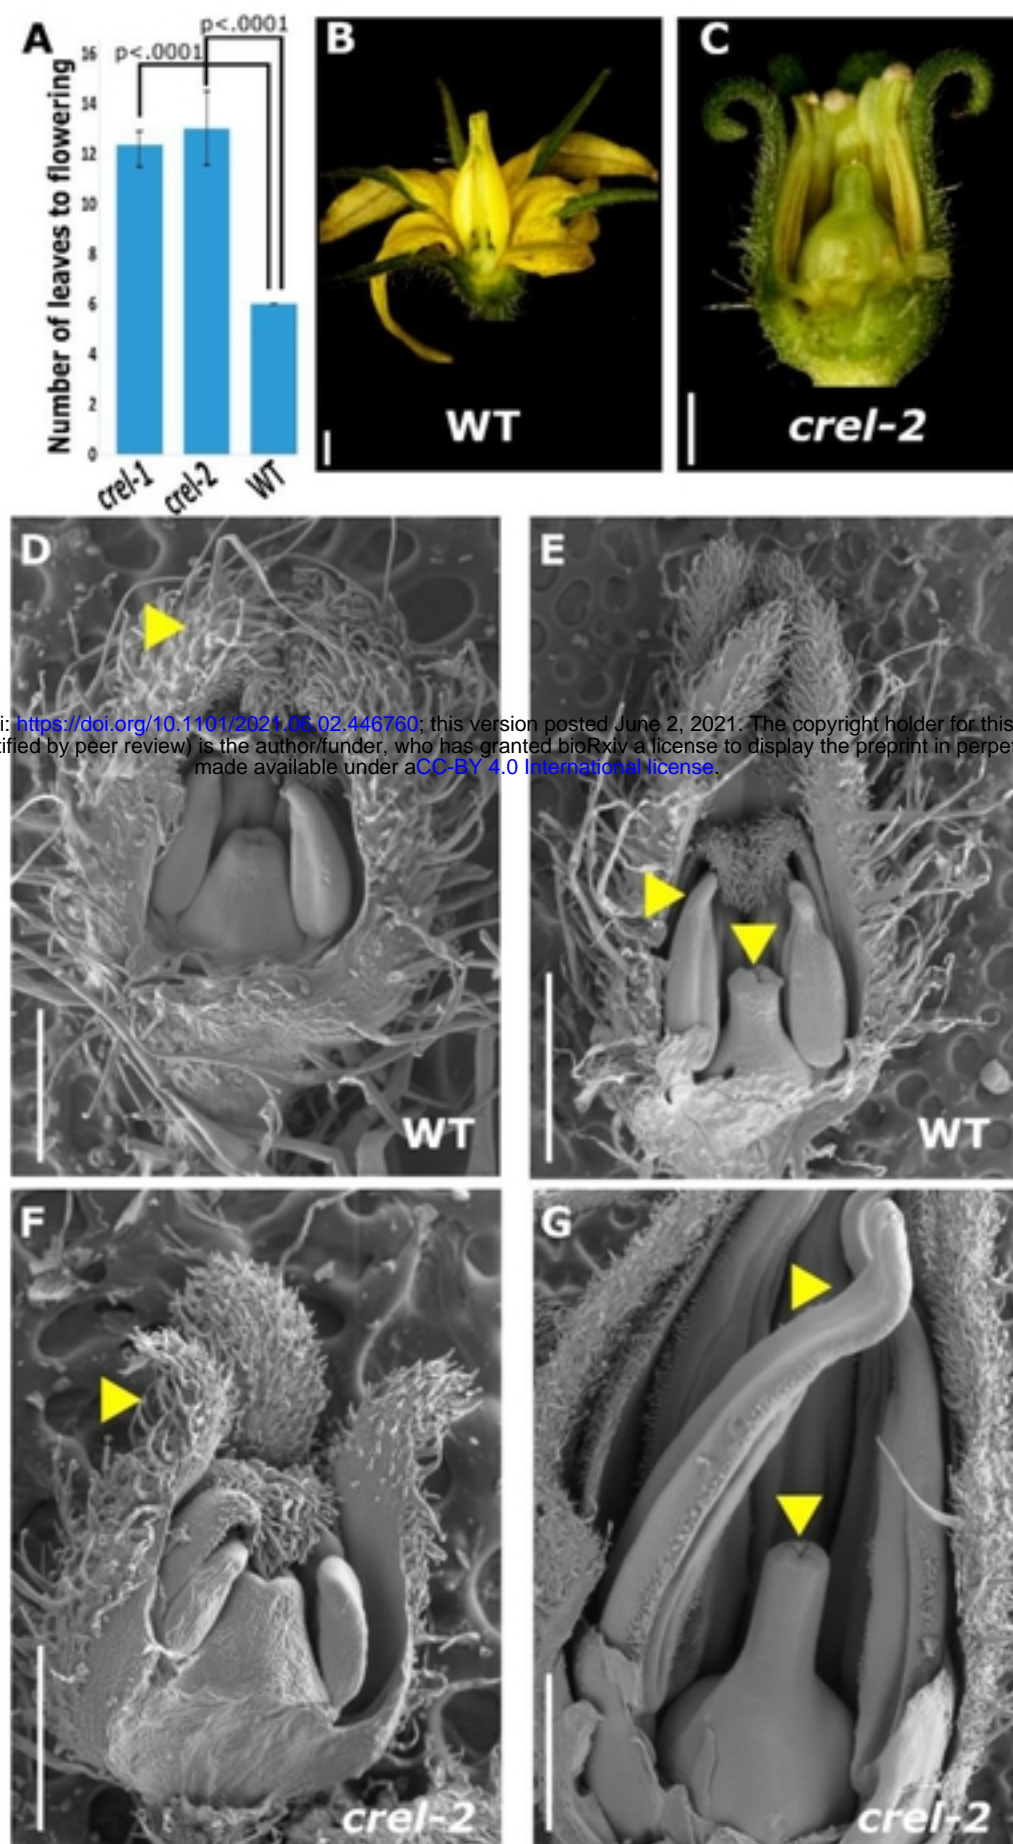 A
B
C
p<.0001
p<.0001
Number of leaves to flowering
16
14
12
10
8
6
4
2
0
crel-1
crel-2
WT
WT
crel-2
D
E
i: https://doi.org/10.1101/2021.06.02.446760; this version posted June 2, 2021. The copyright holder for this
tified by peer review) is the author/funder, who has granted bioRxiv a license to display the preprint in perpet
made available under aCC-BY 4.0 International license.
WT
WT
F
G
crel-2
crel-2